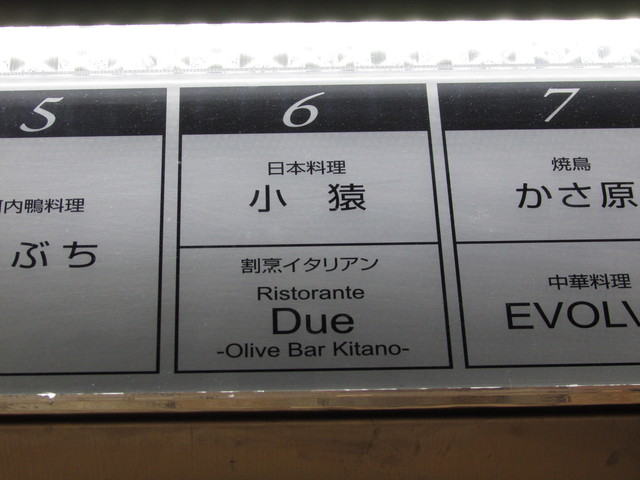 5
内鴨料理
ぶち
6
日本料理
小 猿
割烹イタリアン
Ristorante
Due
-Olive Bar Kitano-
7
焼鳥
かさ原
中華料理
EVOLV